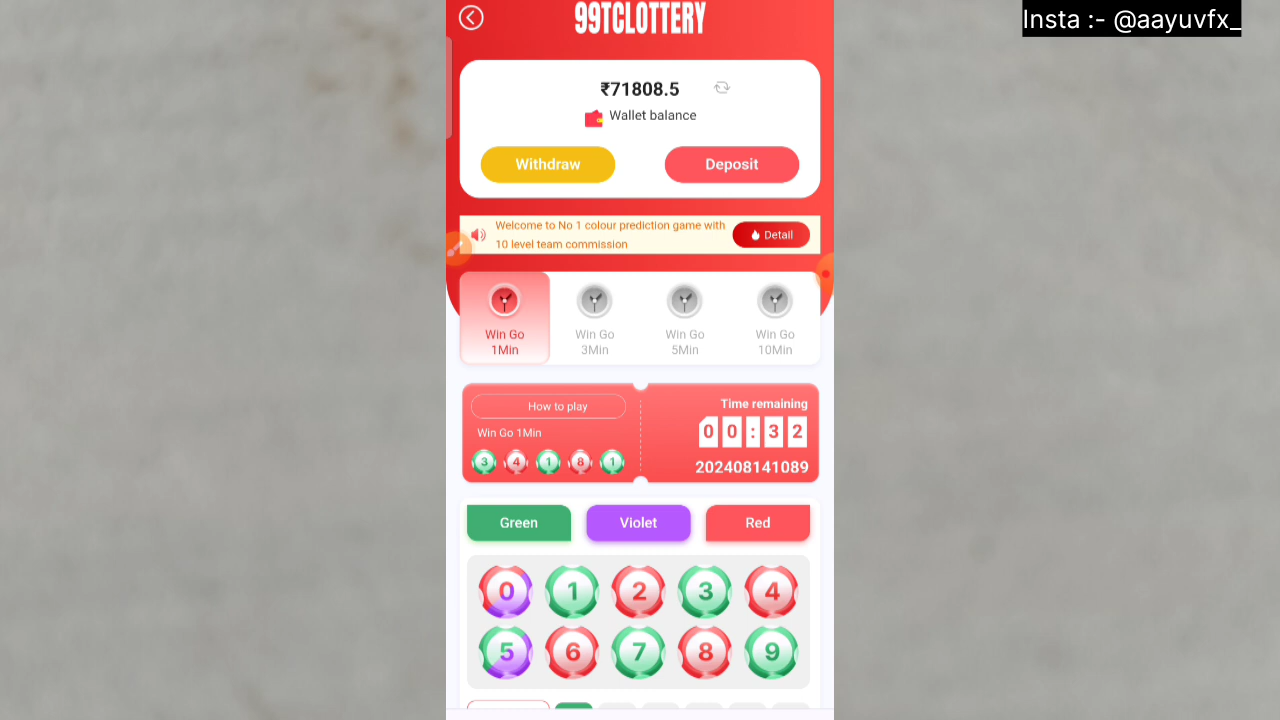 Insta :- @aayuvfx_
99TCLOTTERY
₹71808.5
Wallet balance
Withdraw
Deposit
Welcome to No 1 colour prediction game with
10 level team commission
Detail
Win Go
1Min
Win Go
3Min
Win Go
5Min
Win Go
10Min
How to play
Win Go 1Min
3 4 1 8 1
Time remaining
00:32
202408141089
Green
Violet
Red
0 1 2 3 4
5 6 7 8 9